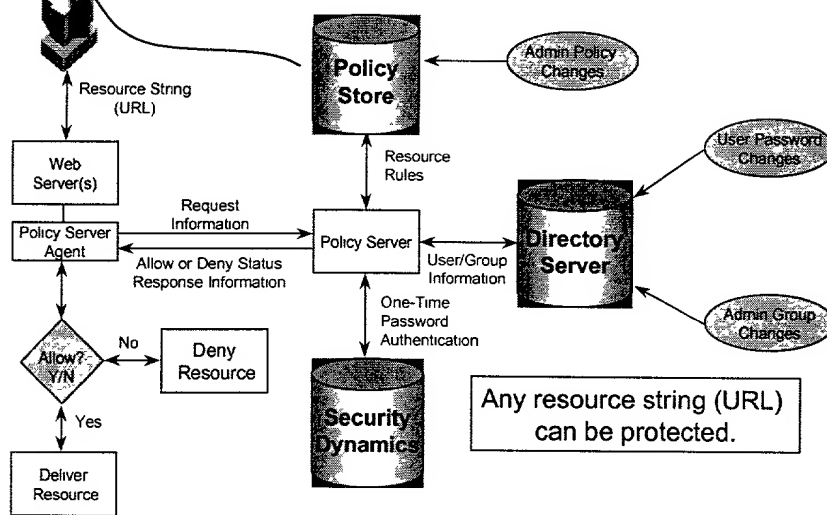 Policy
Store
Admin Policy
Changes
Resource String
(URL)
Web
Server(s)
Resource
Rules
User Password
Changes
Request
Information
Policy Server
Agent
Policy Server
Directory
Server
Allow or Deny Status
Response Information
User/Group
Information
One-Time
Password
Authentication
Admin Group
Changes
Allow?
Y/N
No
Deny
Resource
Yes
Security
Dynamics
Any resource string (URL)
can be protected.
Deliver
Resource